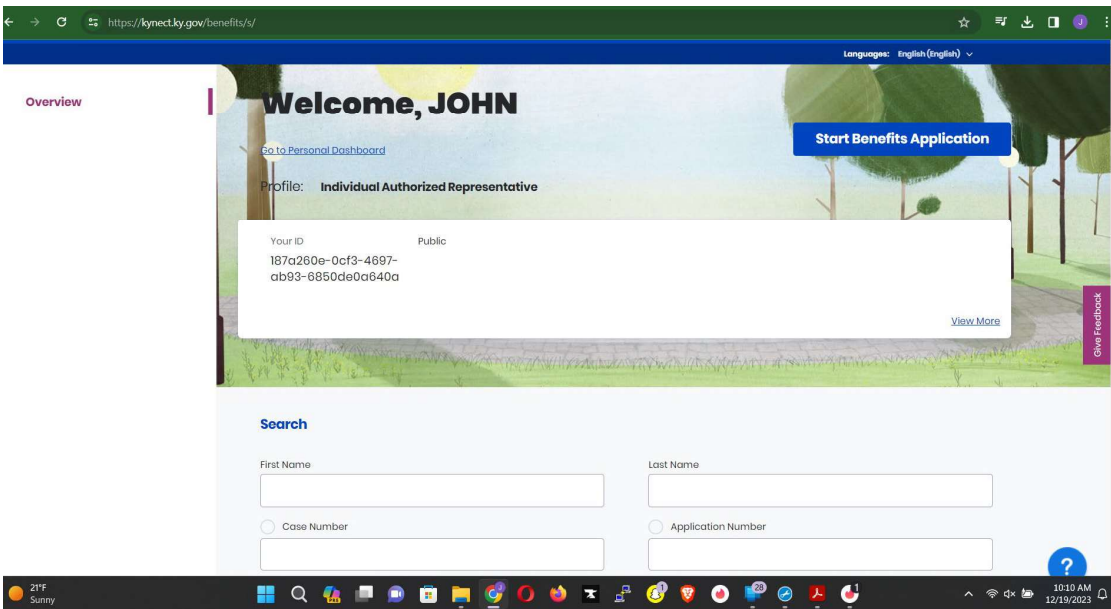 https://kynect.ky.gov/benefits/s/
J
Languages: English (English)
Overview
Welcome, JOHN
Go to Personal Dashboard
Start Benefits Application
Profile: Individual Authorized Representative
Your ID Public
187a260e-0cf3-4697-
ab93-6850de0a640a
View More
Give Feedback
Search
First Name Last Name
Case Number Application Number
?
21°F
Sunny
28
1
10:10 AM
12/19/2023